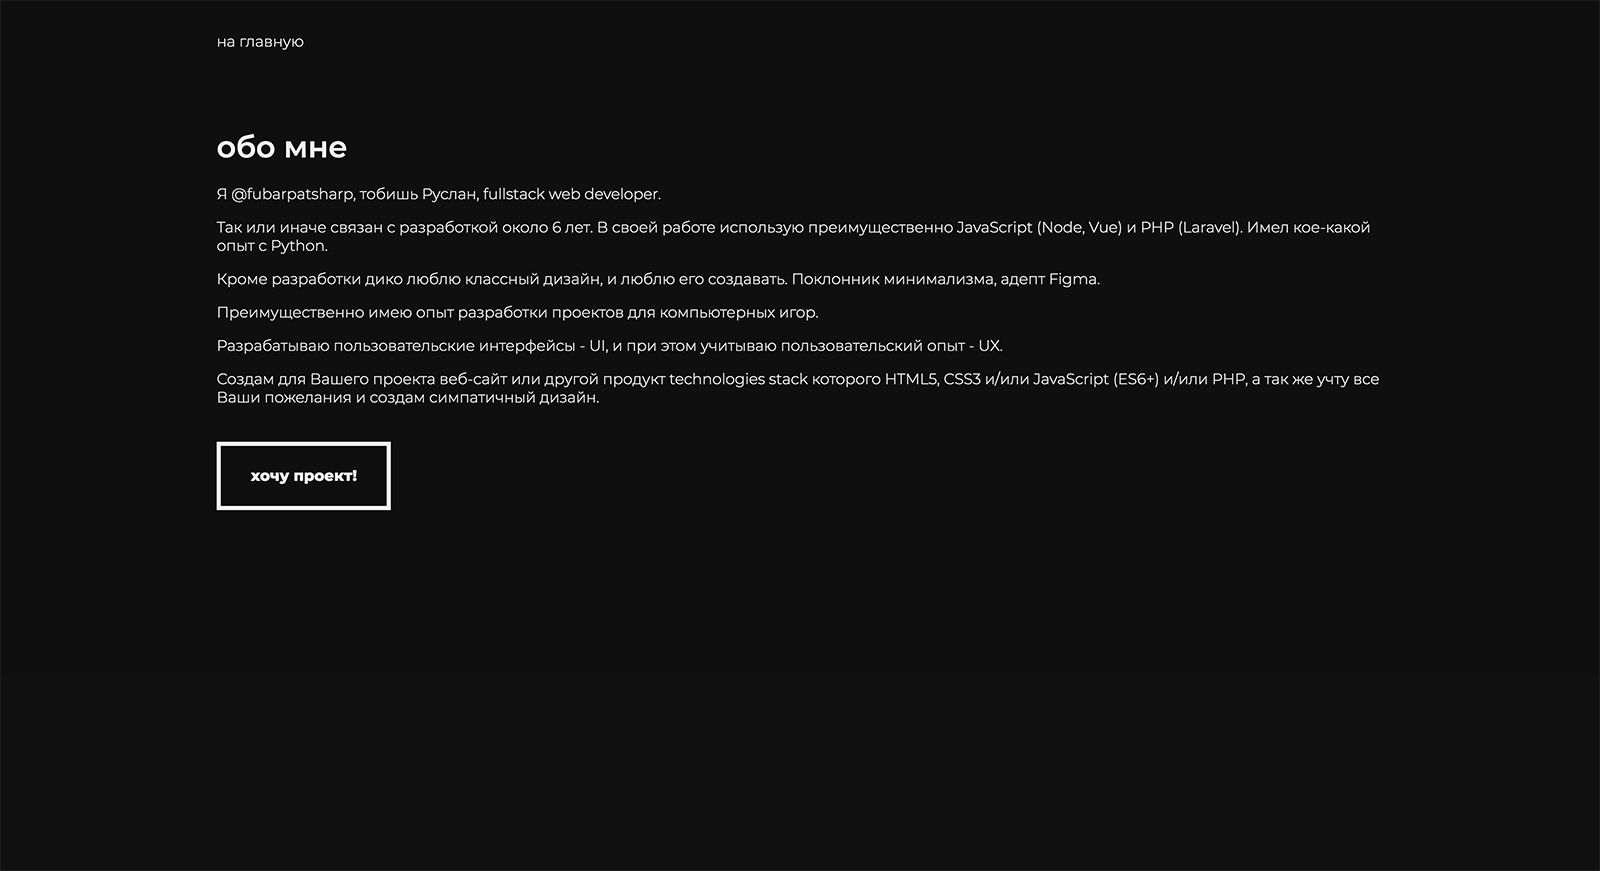 на главную
обо мне
Я @fubarpatsharp, тобишь Руслан, fullstack web developer.
Так или иначе связан с разработкой около 6 лет. В своей работе использую преимущественно JavaScript (Node, Vue) и PHP (Laravel). Имел кое-какой
опыт с Python.
Кроме разработки дико люблю классный дизайн, и люблю его создавать. Поклонник минимализма, адепт Figma.
Преимущественно имею опыт разработки проектов для компьютерных игор.
Разрабатываю пользовательские интерфейсы - UI, и при этом учитываю пользовательский опыт - UX.
Создам для Вашего проекта веб-сайт или другой продукт technologies stack которого HTML5, CSS3 и/или JavaScript (ES6+) и/или PHP, а так же учту все
Ваши пожелания и создам симпатичный дизайн.
хочу проект!